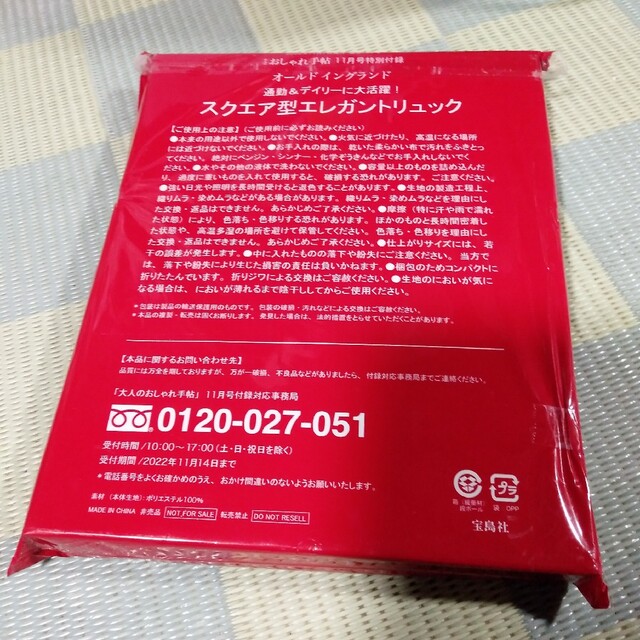 大人の おしゃれ手帖 11月号特別付録
オールド イングランド
通勤&デイリーに大活躍!
スクエア型エレガントリュック
【ご使用上の注意】(ご使用前に必ずお読みください)
●本来の用途以外で使用しないでください。●火気に近づけたり、高温になる場所
には近づけないでください。●お手入れの際は、乾いた柔らかい布で汚れをふきとっ
てください。絶対にベンジン・シンナー・化学ぞうきんなどでお手入れしないでく
ださい。●水やその他の液体で洗わないでください。●容量以上のものを詰め込んだ
り、過度に重いものを入れて使用すると、破損する恐れがあります。ご注意ください。
●強い日光や照明を長時間受けると退色することがあります。●生地の製造工程上、
織りムラ・染めムラなどがある場合があります。織りムラ・染めムラなどを理由にし
た交換・返品はできません。あらかじめご了承ください。●摩擦(特に汗や雨で濡れ
た状態)により、色落ち・色移りする恐れがあります。ほかのものと長時間密着し
た状態や、高温多湿の場所を避けて保管してください。色落ち・色移りを理由にし
た交換・返品はできません。あらかじめご了承ください。●仕上がりサイズには、若
干の誤差が発生します。●中に入れたものの落下や紛失にご注意ください。当方で
は、落下や紛失により生じた損害の責任は負いかねます。●梱包のためコンパクトに
折りたたんでいます。折りジワによる交換はご容赦ください。●生地のにおいが気に
なる場合は、においが薄れるまで陰干ししてからご使用ください。
*包装は製品の輸送保護用のものです。包装の破損・汚れなどによる交換はご容赦ください。
*本品の複製・転売は固くお断りします。発見した場合は、法的措置をとらせていただくことがあります。
【本品に関するお問い合わせ先】
品質には万全を期しておりますが、万が一破損、不良品などがありましたら、付録対応事務局までご連絡ください。
「大人のおしゃれ手帖」11月号付録対応事務局
0120-027-051
受付時間/10:00〜17:00(土・日・祝日を除く)
受付期間/2022年11月14日まで
*電話番号をよくお確かめのうえ、おかけ間違いのないようお願いいたします。
素材 (本体生地):ポリエステル100%
MADE IN CHINA 非売品 NOT FOR SALE 転売禁止 DO NOT RESELL
箱 (緩衝材)
段ボール
プラ
袋 OPP
宝島社